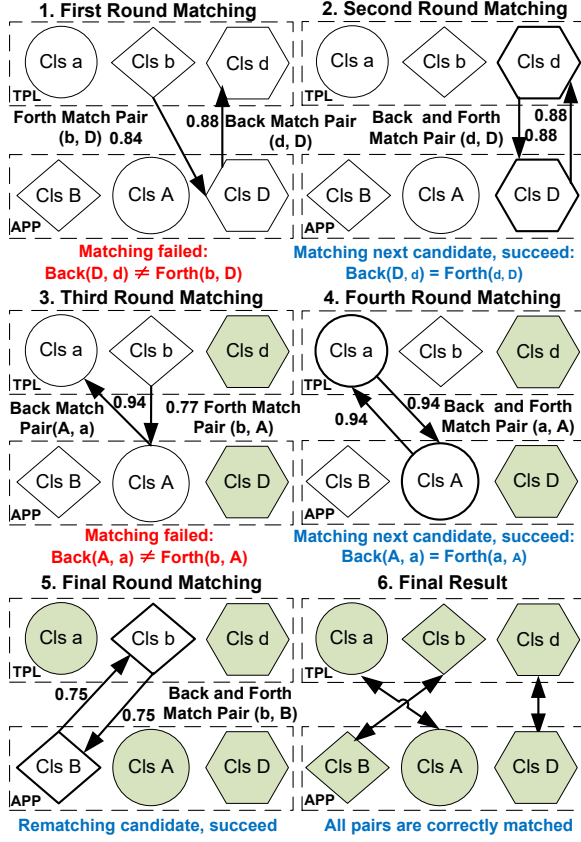 1. First Round Matching
Cls a
Cls b
Cls d
TPL
Forth Match Pair
(b, D) 0.84
0.88 Back Match Pair
(d, D)
Cls B
Cls A
Cls D
APP
Matching failed:
Back(D, d) ≠ Forth(b, D)
2. Second Round Matching
Cls a
Cls b
Cls d
TPL
Back and Forth
Match Pair (d, D)
0.88
0.88
Cls B
Cls A
Cls D
APP
Matching next candidate, succeed:
Back(D, d) = Forth(d, D)
3. Third Round Matching
Cls a
Cls b
Cls d
TPL
Back Match
Pair(A, a)
0.94
0.77 Forth Match
Pair (b, A)
Cls B
Cls A
Cls D
APP
Matching failed:
Back(A, a) ≠ Forth(b, A)
4. Fourth Round Matching
Cls a
Cls b
Cls d
TPL
0.94
0.94
Back and Forth
Match Pair (a, A)
Cls B
Cls A
Cls D
APP
Matching next candidate, succeed:
Back(A, a) = Forth(a, A)
5. Final Round Matching
Cls a
Cls b
Cls d
TPL
0.75
0.75
Back and Forth
Match Pair (b, B)
Cls B
Cls A
Cls D
APP
Rematching candidate, succeed
6. Final Result
Cls a
Cls b
Cls d
TPL
Cls B
Cls A
Cls D
APP
All pairs are correctly matched